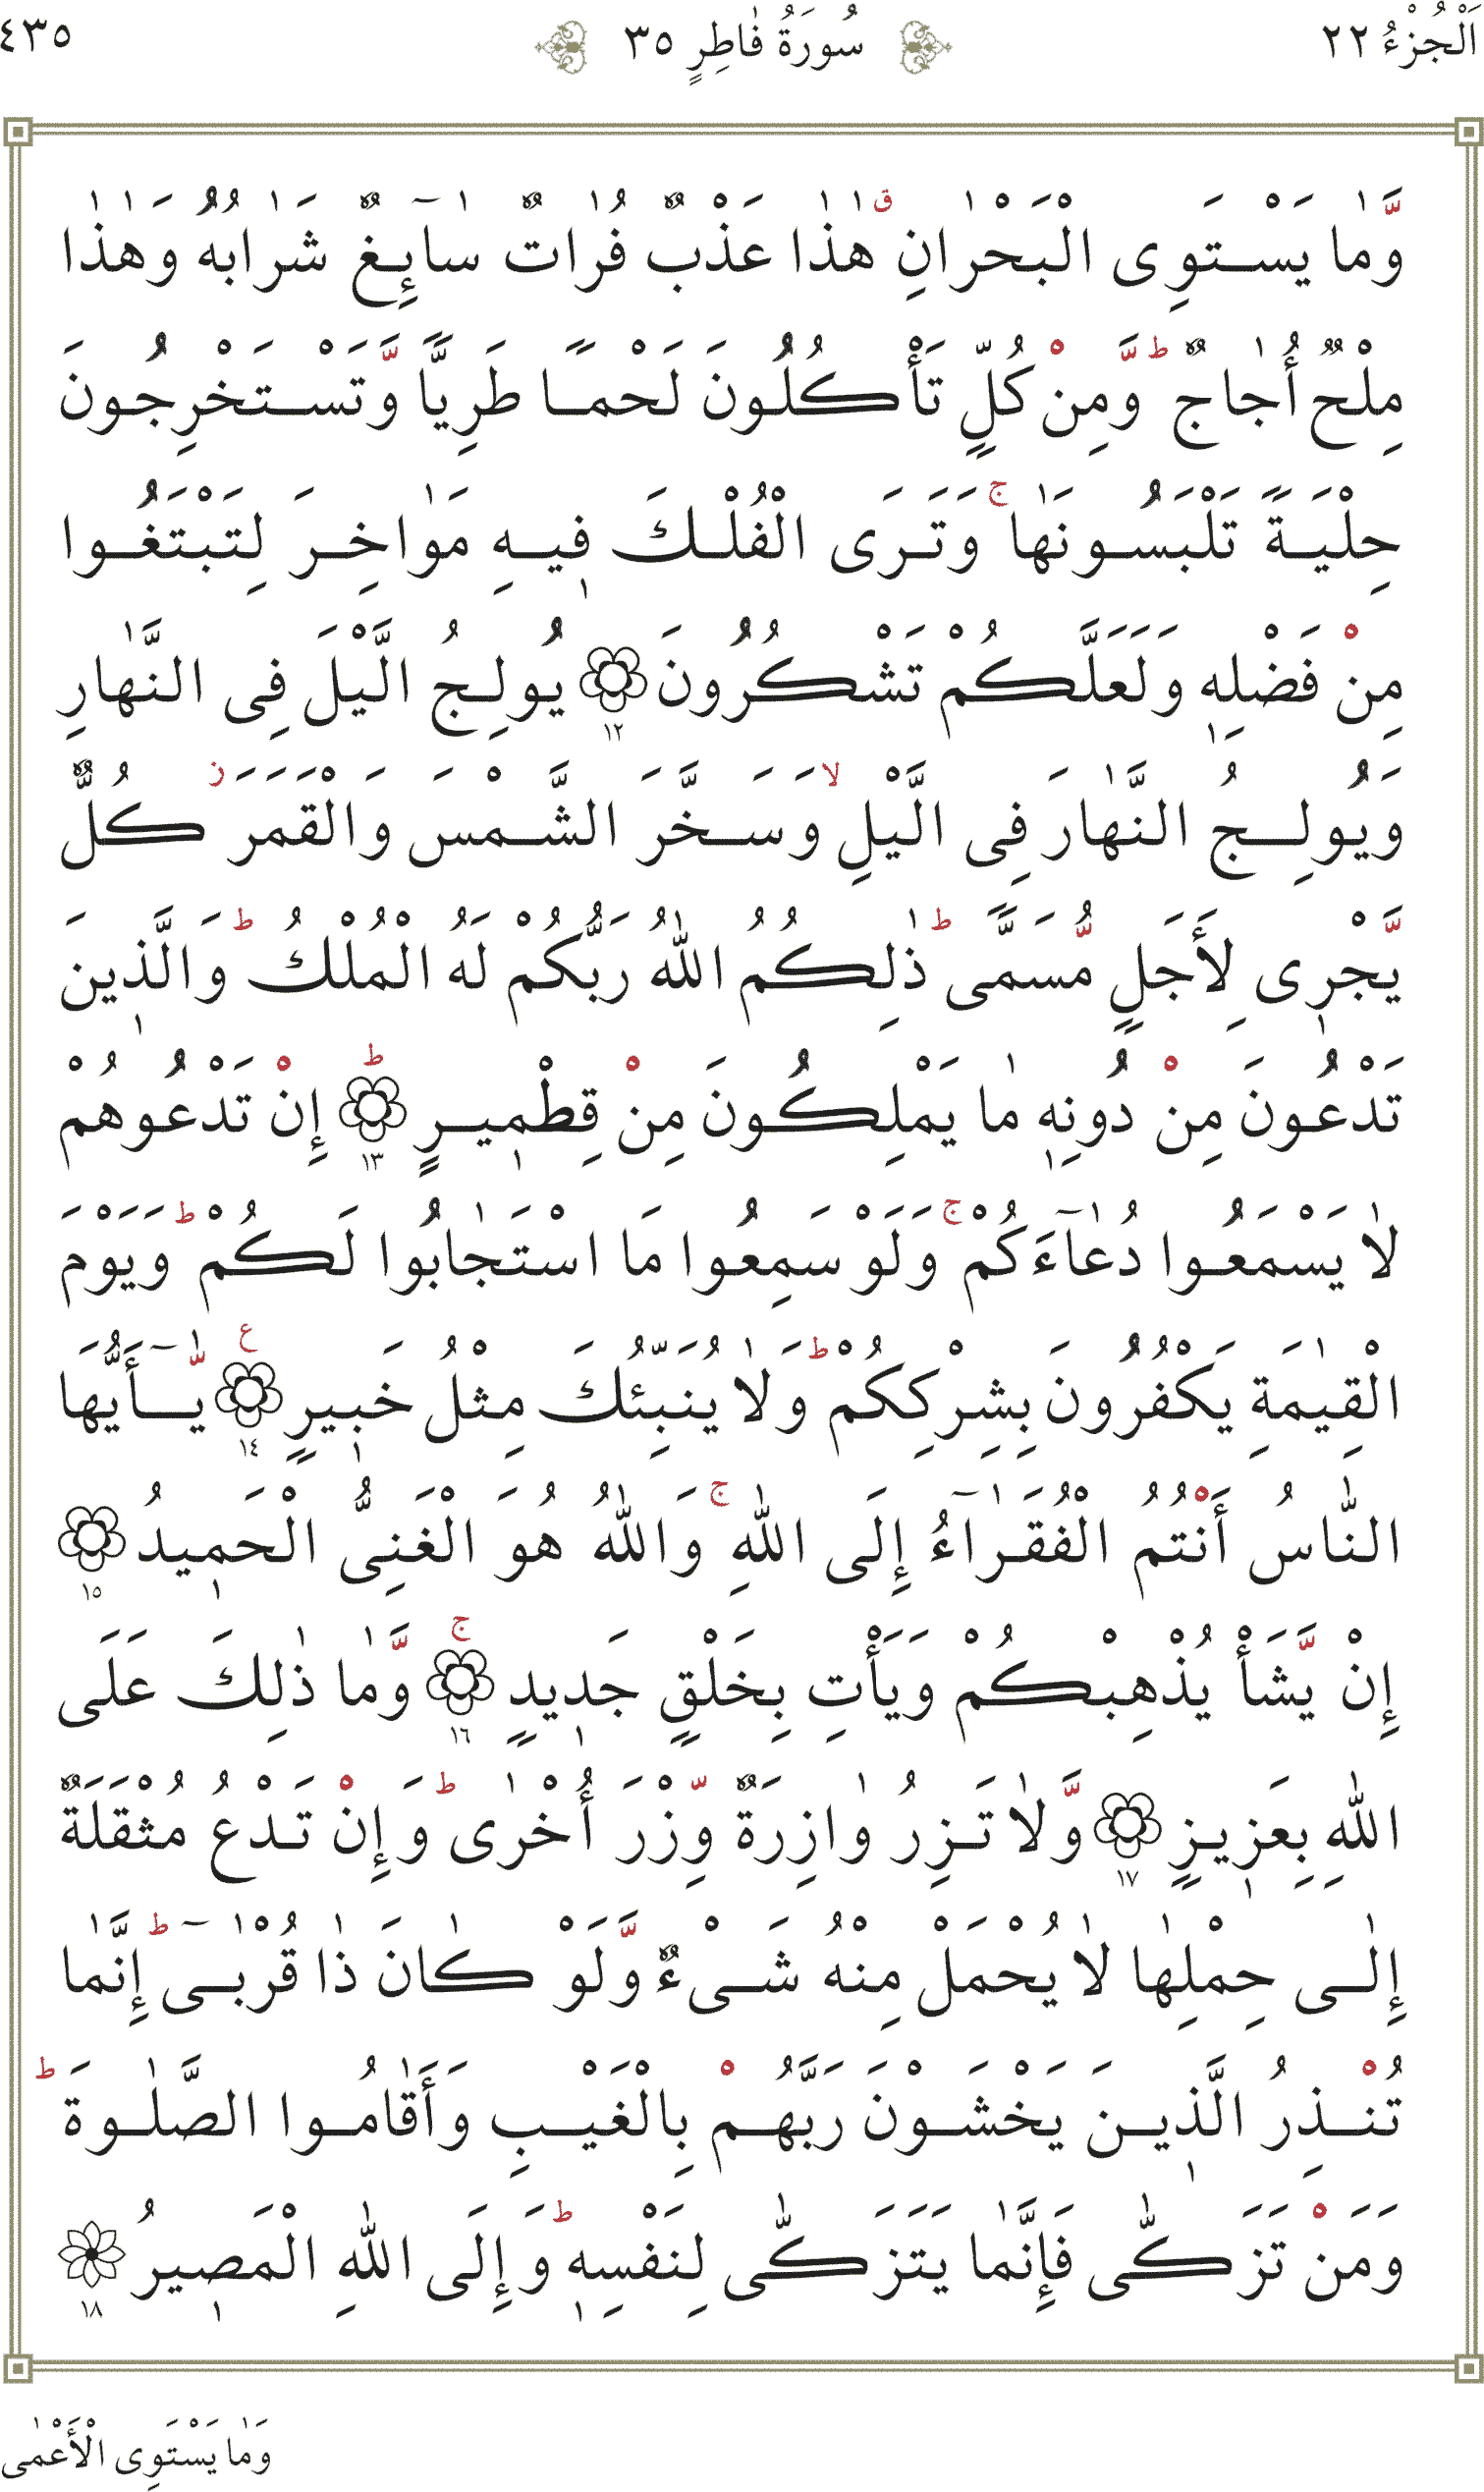 اَلْجُزْءُ ٢٢
سُورَةُ فَاطِرٍ ٣٥
٤٣٥
وَّمَا يَسْتَوِى الْبَحْرَانِ ۗ هٰذَا عَذْبٌ فُرَاتٌ سَآئِغٌ شَرَابُهُ وَهٰذَا
مِلْحٌ أُجَاجٌ ۖ وَّمِنْ كُلٍّ تَأْكُلُونَ لَحْمًا طَرِيًّا وَّتَسْتَخْرِجُونَ
حِلْيَةً تَلْبَسُونَهَا ۚ وَتَرَى الْفُلْكَ فِيهِ مَوَاخِرَ لِتَبْتَغُوا
مِنْ فَضْلِهِ وَلَعَلَّكُمْ تَشْكُرُونَ ١٢ يُولِجُ الَّيْلَ فِى النَّهَارِ
وَيُولِجُ النَّهَارَ فِى الَّيْلِ ۙ وَسَخَّرَ الشَّمْسَ وَالْقَمَرَ ز كُلٌّ
يَّجْرِى لِأَجَلٍ مُّسَمًّى ط ذٰلِكُمُ اللّٰهُ رَبُّكُمْ لَهُ الْمُلْكُ ط وَالَّذِينَ
تَدْعُونَ مِنْ دُونِهِ مَا يَمْلِكُونَ مِنْ قِطْمِيرٍ ط ١٣ إِنْ تَدْعُوهُمْ
لَا يَسْمَعُوا دُعَآءَكُمْ ۚ وَلَوْ سَمِعُوا مَا اسْتَجَابُوا لَكُمْ ط وَيَوْمَ
الْقِيٰمَةِ يَكْفُرُونَ بِشِرْكِكُمْ ط وَلَا يُنَبِّئُكَ مِثْلُ خَبِيرٍ ع ١٤ يّٰٓأَيُّهَا
النَّاسُ أَنْتُمُ الْفُقَرَآءُ إِلَى اللّٰهِ ۚ وَاللّٰهُ هُوَ الْغَنِىُّ الْحَمِيدُ ١٥
إِنْ يَّشَأْ يُذْهِبْكُمْ وَيَأْتِ بِخَلْقٍ جَدِيدٍ ۚ ١٦ وَّمَا ذٰلِكَ عَلَى
اللّٰهِ بِعَزِيزٍ ١٧ وَّلَا تَزِرُ وَازِرَةٌ وِّزْرَ أُخْرٰى ط وَإِنْ تَدْعُ مُثْقَلَةٌ
إِلٰى حِمْلِهَا لَا يُحْمَلْ مِنْهُ شَىْءٌ وَّلَوْ كَانَ ذَا قُرْبٰىٓ ط إِنَّمَا
تُنْذِرُ الَّذِينَ يَخْشَوْنَ رَبَّهُمْ بِالْغَيْبِ وَأَقَامُوا الصَّلٰوةَ ط
وَمَنْ تَزَكّٰى فَإِنَّمَا يَتَزَكّٰى لِنَفْسِهِ ط وَإِلَى اللّٰهِ الْمَصِيرُ ١٨
وَمَا يَسْتَوِى الْأَعْمٰى